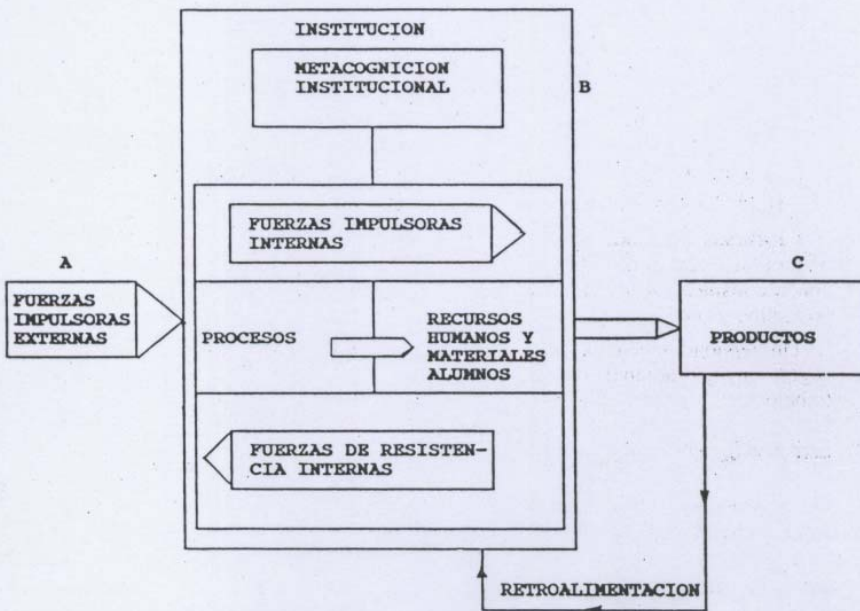 INSTITUCION
METACOGNICION
INSTITUCIONAL
B
FUERZAS IMPULSORAS
INTERNAS
A
FUERZAS
IMPULSORAS
EXTERNAS
PROCESOS
RECURSOS
HUMANOS Y
MATERIALES
ALUMNOS
C
PRODUCTOS
FUERZAS DE RESISTEN-
CIA INTERNAS
RETROALIMENTACION